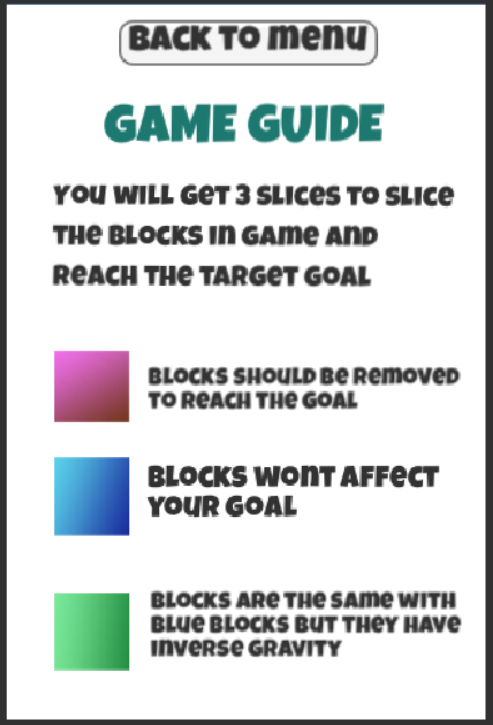 BACK TO menu
GAME GUIDE
YOU WILL GeT 3 SLICES TO SLICE
THE BLOCKS In Game AnD
ReACH THE TARGeT GOAL
BLOCKS SHOULD Be RemoveD
TO ReACH THE GOAL
BLOCKS WonT AFFecT
YOUR GOAL
BLOCKS ARe THe Same WITH
BLUe BLOCKS BUT THeY HAVe
InveRSe GRAVITY